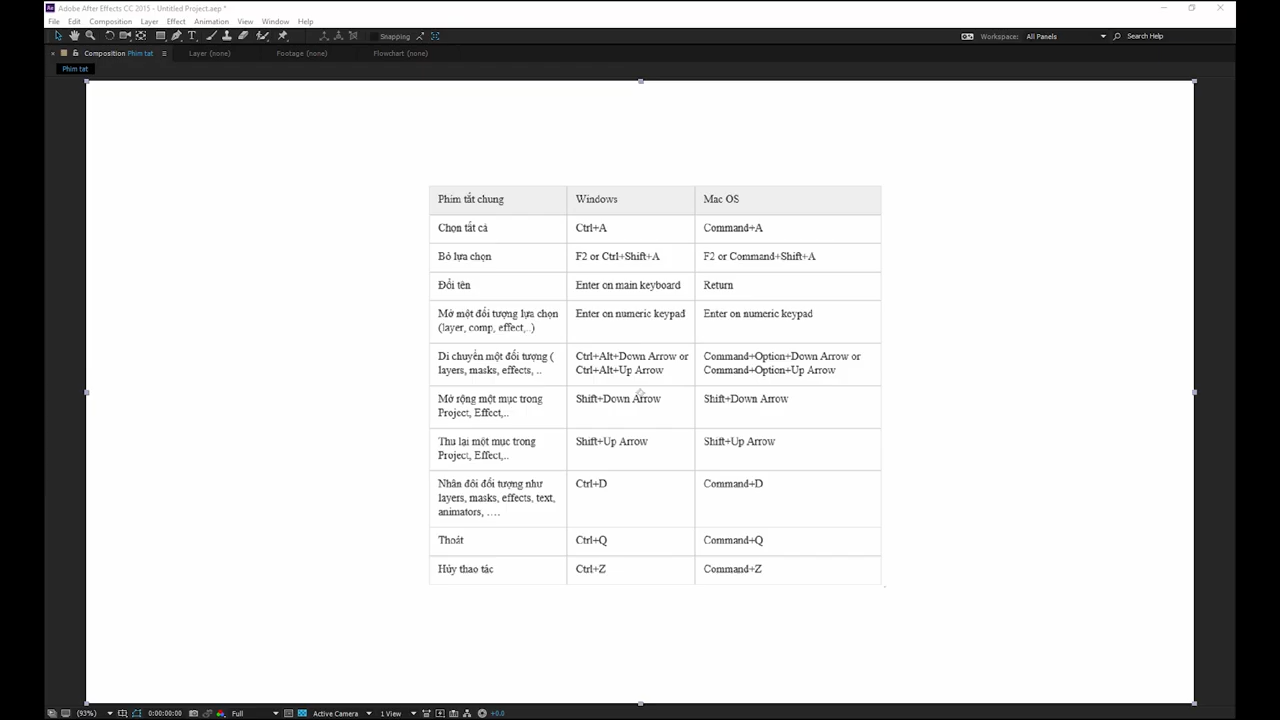 Adobe After Effects CC 2015 - Untitled Project.aep *
File Edit Composition Layer Effect Animation View Window Help
Snapping Workspace: All Panels Search Help
Composition Phim tat Layer (none) Footage (none) Flowchart (none)
Phim tat
Phím tắt chung Windows Mac OS
Chọn tất cả Ctrl+A Command+A
Bỏ lựa chọn F2 or Ctrl+Shift+A F2 or Command+Shift+A
Đổi tên Enter on main keyboard Return
Mở một đối tượng lựa chọn Enter on numeric keypad Enter on numeric keypad
(layer, comp, effect,..)
Di chuyển một đối tượng ( Ctrl+Alt+Down Arrow or Command+Option+Down Arrow or
layers, masks, effects, .. Ctrl+Alt+Up Arrow Command+Option+Up Arrow
Mở rộng một mục trong Shift+Down Arrow Shift+Down Arrow
Project, Effect,..
Thu lại một mục trong Shift+Up Arrow Shift+Up Arrow
Project, Effect,..
Nhân đôi đối tượng như Ctrl+D Command+D
layers, masks, effects, text,
animators, ….
Thoát Ctrl+Q Command+Q
Hủy thao tác Ctrl+Z Command+Z
(93%) 0:00:00:00 Full Active Camera 1 View +0.0